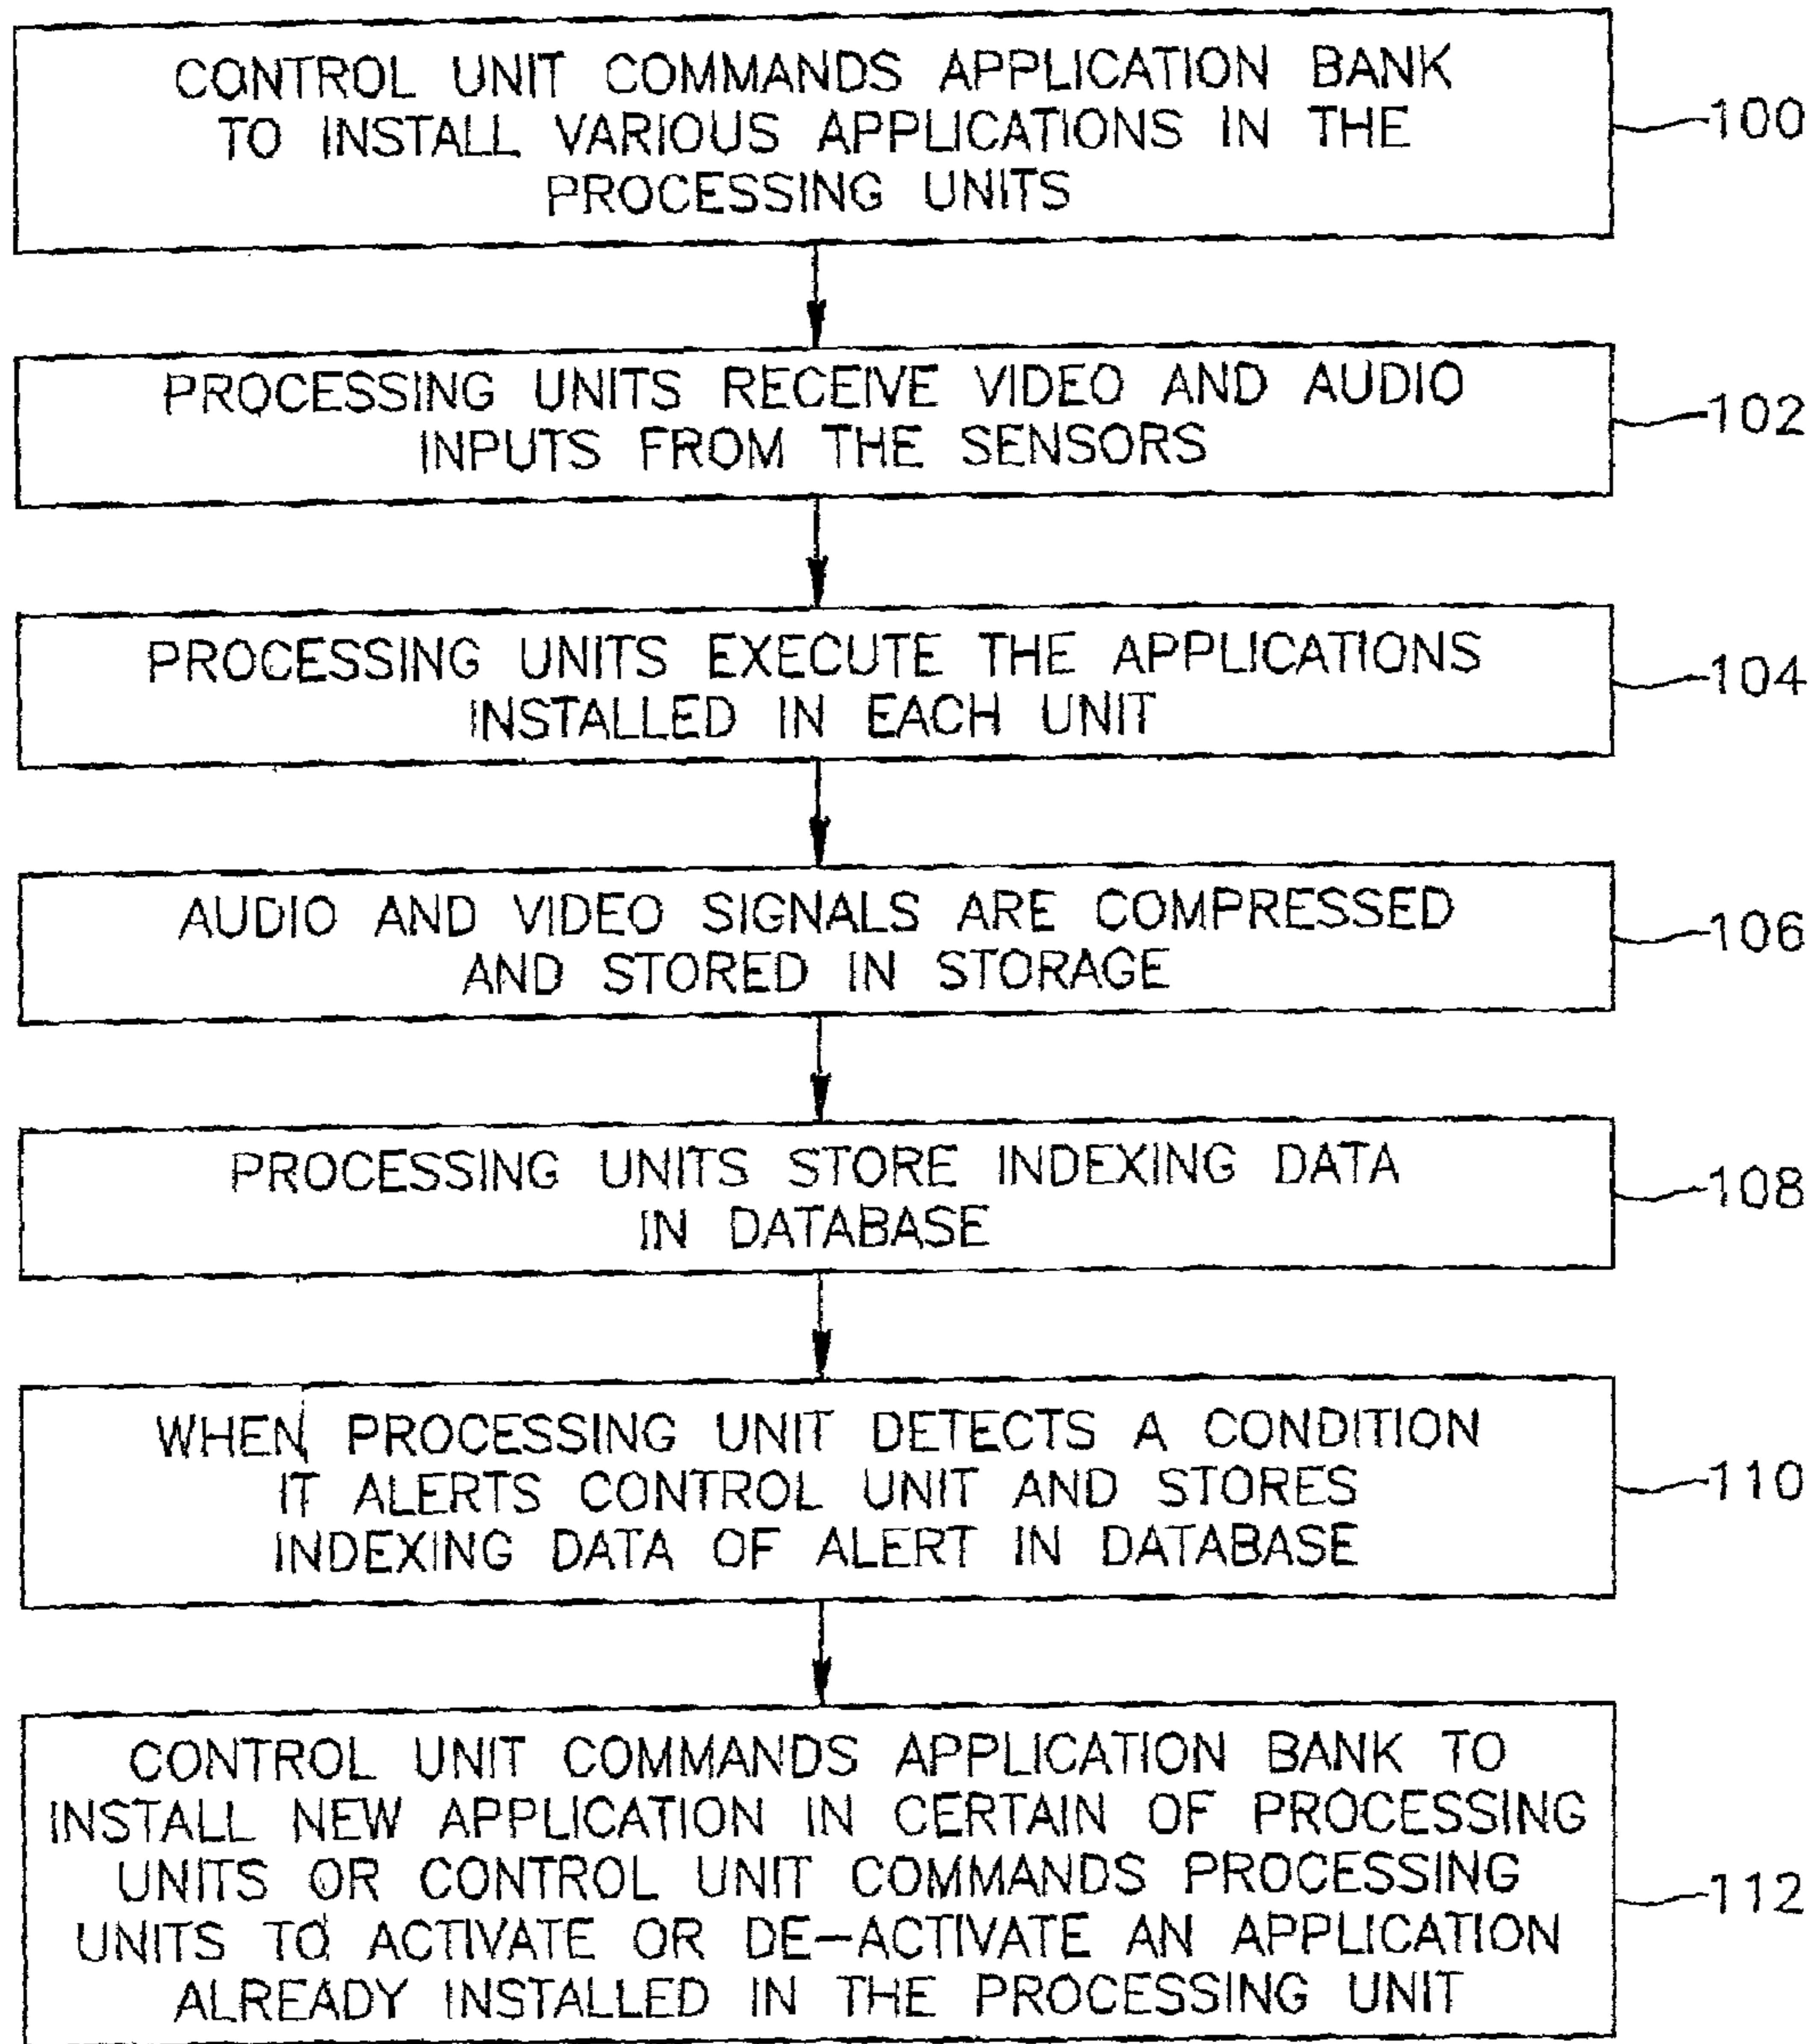 CONTROL UNIT COMMANDS APPLICATION BANK
TO INSTALL VARIOUS APPLICATIONS IN THE
PROCESSING UNITS
100
PROCESSING UNITS RECEIVE VIDEO AND AUDIO
INPUTS FROM THE SENSORS
102
PROCESSING UNITS EXECUTE THE APPLICATIONS
INSTALLED IN EACH UNIT
104
AUDIO AND VIDEO SIGNALS ARE COMPRESSED
AND STORED IN STORAGE
106
PROCESSING UNITS STORE INDEXING DATA
IN DATABASE
108
WHEN PROCESSING UNIT DETECTS A CONDITION
IT ALERTS CONTROL UNIT AND STORES
INDEXING DATA OF ALERT IN DATABASE
110
CONTROL UNIT COMMANDS APPLICATION BANK TO
INSTALL NEW APPLICATION IN CERTAIN OF PROCESSING
UNITS OR CONTROL UNIT COMMANDS PROCESSING
UNITS TO ACTIVATE OR DE-ACTIVATE AN APPLICATION
ALREADY INSTALLED IN THE PROCESSING UNIT
112